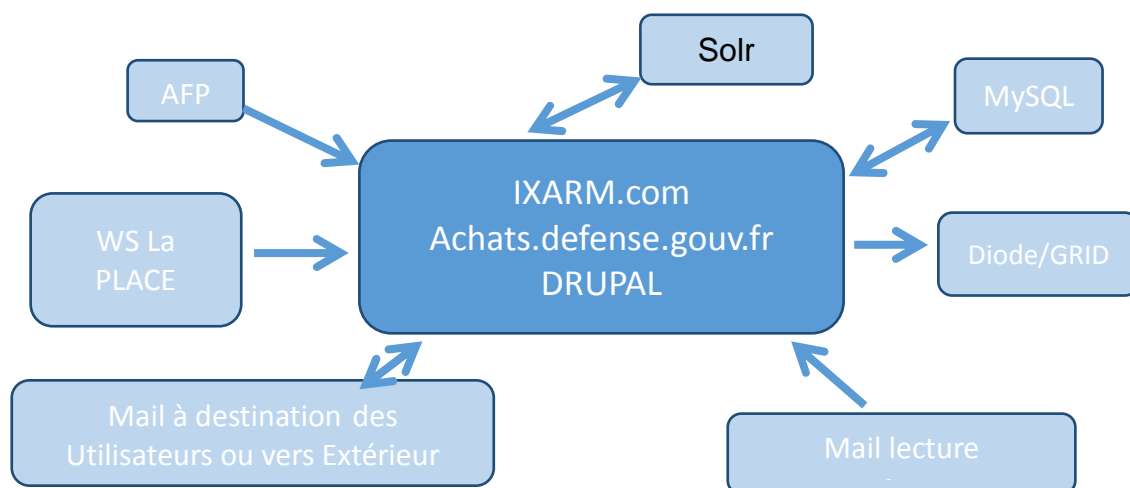 Solr
AFP
MySQL
IXARM.com
Achats.defense.gouv.fr
DRUPAL
WS La
PLACE
Diode/GRID
Mail à destination des
Utilisateurs ou vers Extérieur
Mail lecture